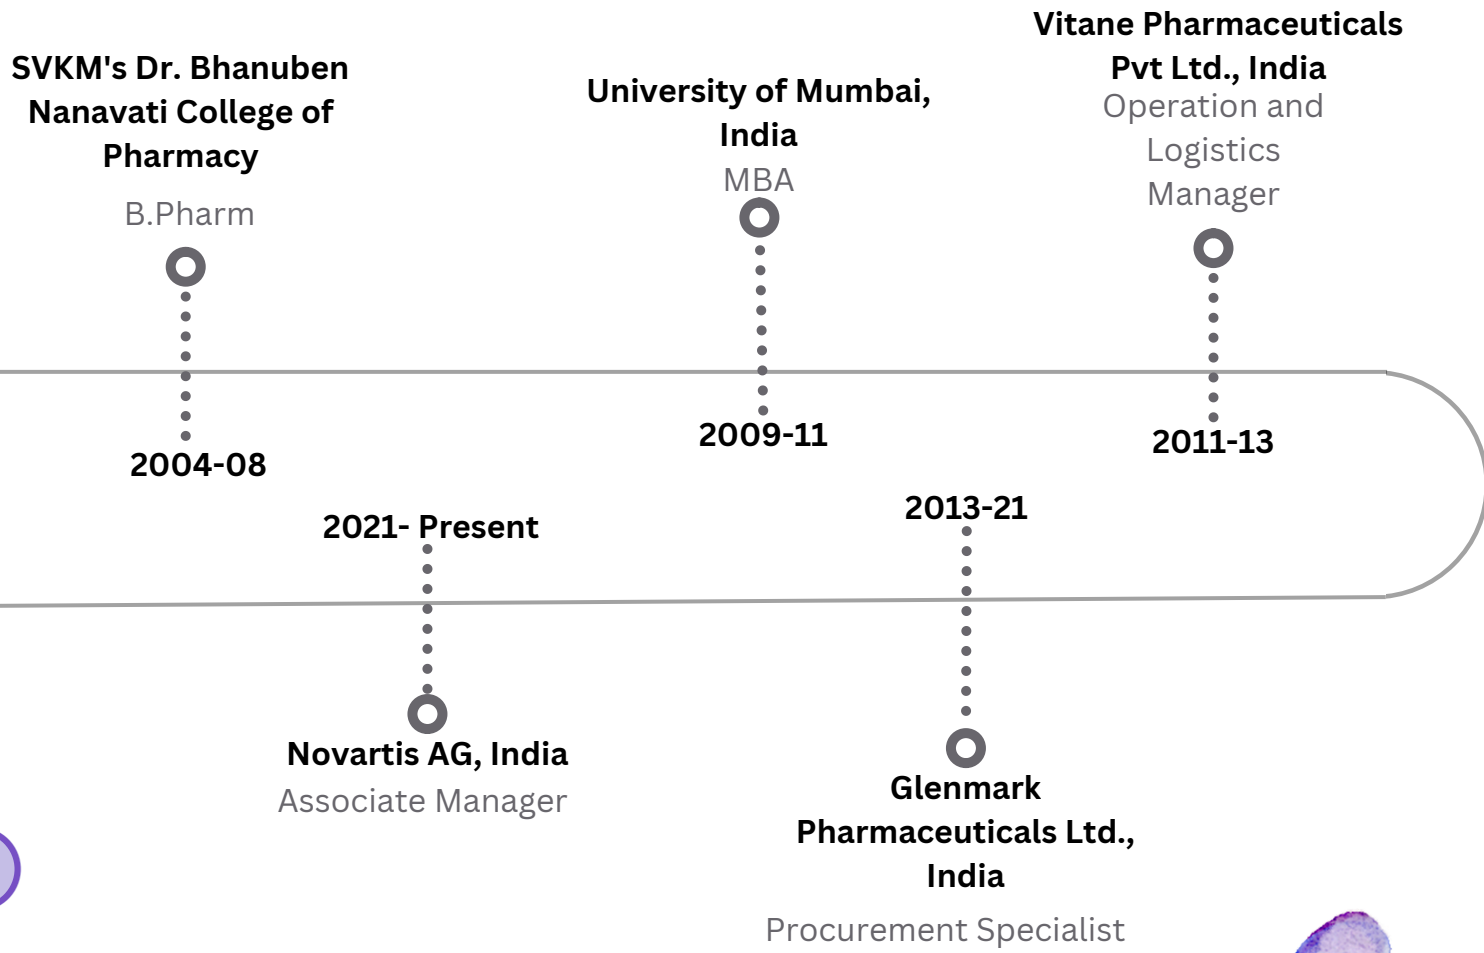 SVKM's Dr. Bhanuben
Nanavati College of
Pharmacy
B.Pharm
2004-08
University of Mumbai,
India
MBA
2009-11
Vitane Pharmaceuticals
Pvt Ltd., India
Operation and
Logistics
Manager
2011-13
2013-21
Glenmark
Pharmaceuticals Ltd.,
India
Procurement Specialist
2021- Present
Novartis AG, India
Associate Manager